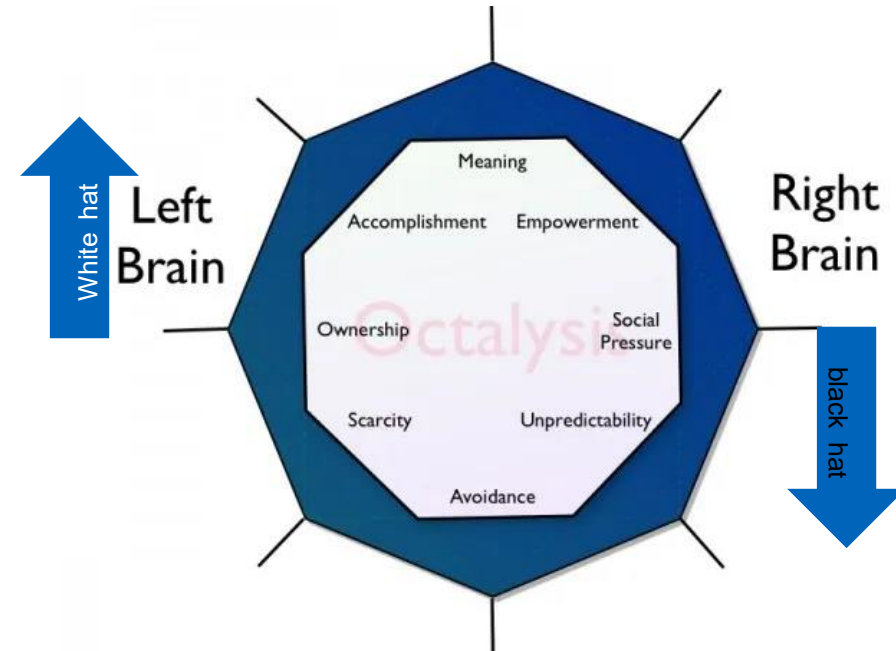 Meaning
White hat
Left
Brain
Accomplishment
Empowerment
Right
Brain
Ownership
Octalysis
Social
Pressure
black hat
Scarcity
Unpredictability
Avoidance